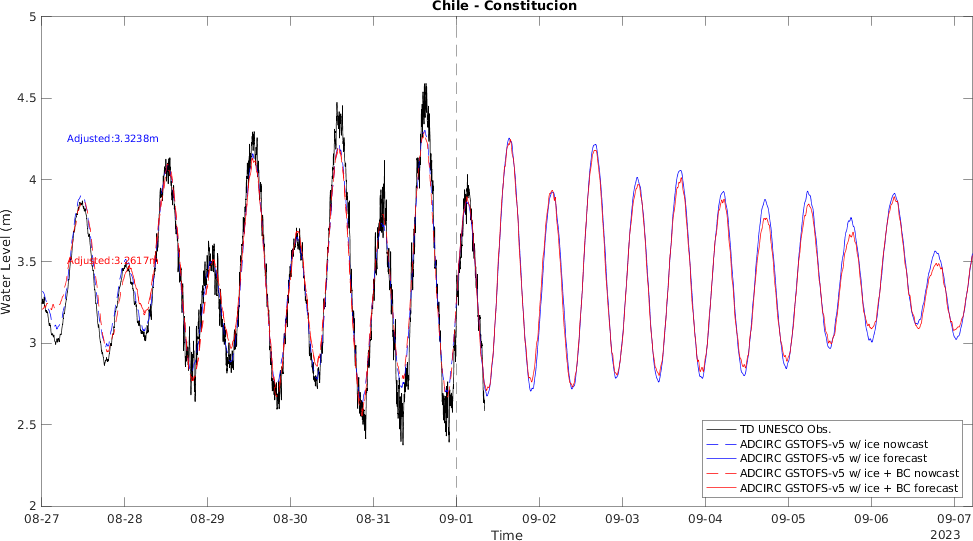 Chile - Constitucion
5
4.5
4
3.5
3
2.5
2
Water Level (m)
Adjusted:3.3238m
Adjusted:3.2617m
TD UNESCO Obs.
ADCIRC GSTOFS-v5 w/ ice nowcast
ADCIRC GSTOFS-v5 w/ ice forecast
ADCIRC GSTOFS-v5 w/ ice + BC nowcast
ADCIRC GSTOFS-v5 w/ ice + BC forecast
08-27 08-28 08-29 08-30 08-31 09-01 09-02 09-03 09-04 09-05 09-06 09-07
Time
2023